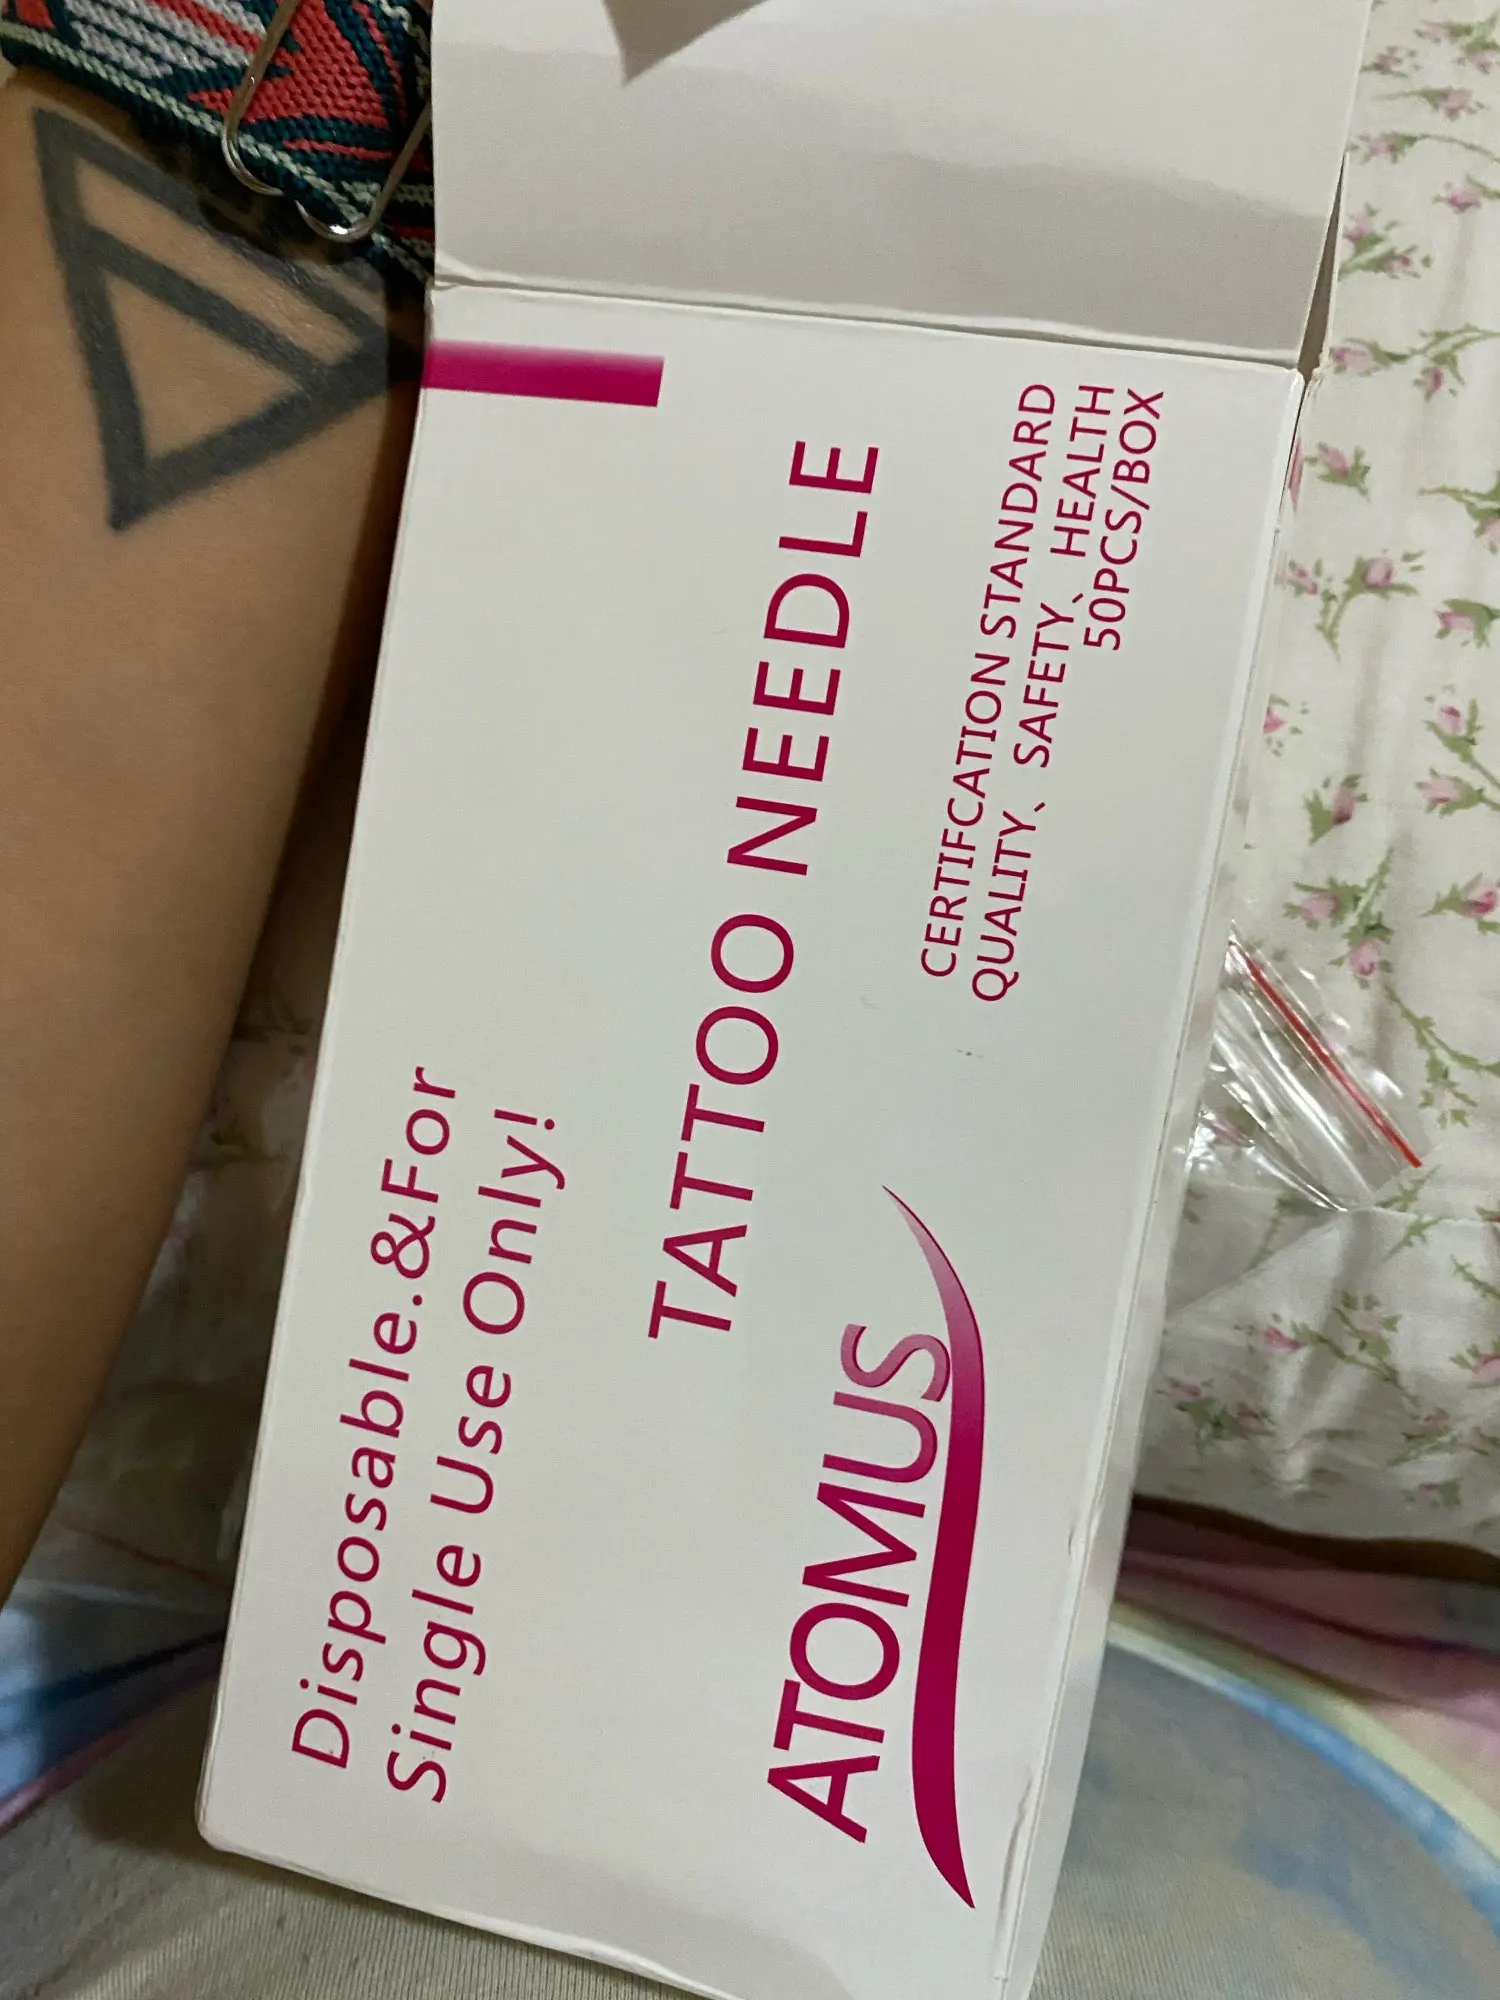 Disposable.&For
Single Use Only!
TATTOO NEEDLE
ATOMUS
CERTIFCATION STANDARD
QUALITY、SAFETY、HEALTH
50PCS/BOX